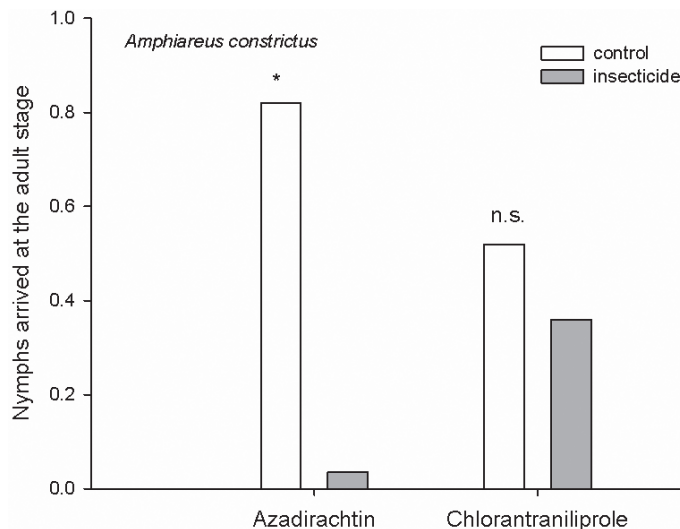 Amphiareus constrictus
control
insecticide
*
n.s.
Nymphs arrived at the adult stage
1.0
0.8
0.6
0.4
0.2
0.0
Azadirachtin
Chlorantraniliprole